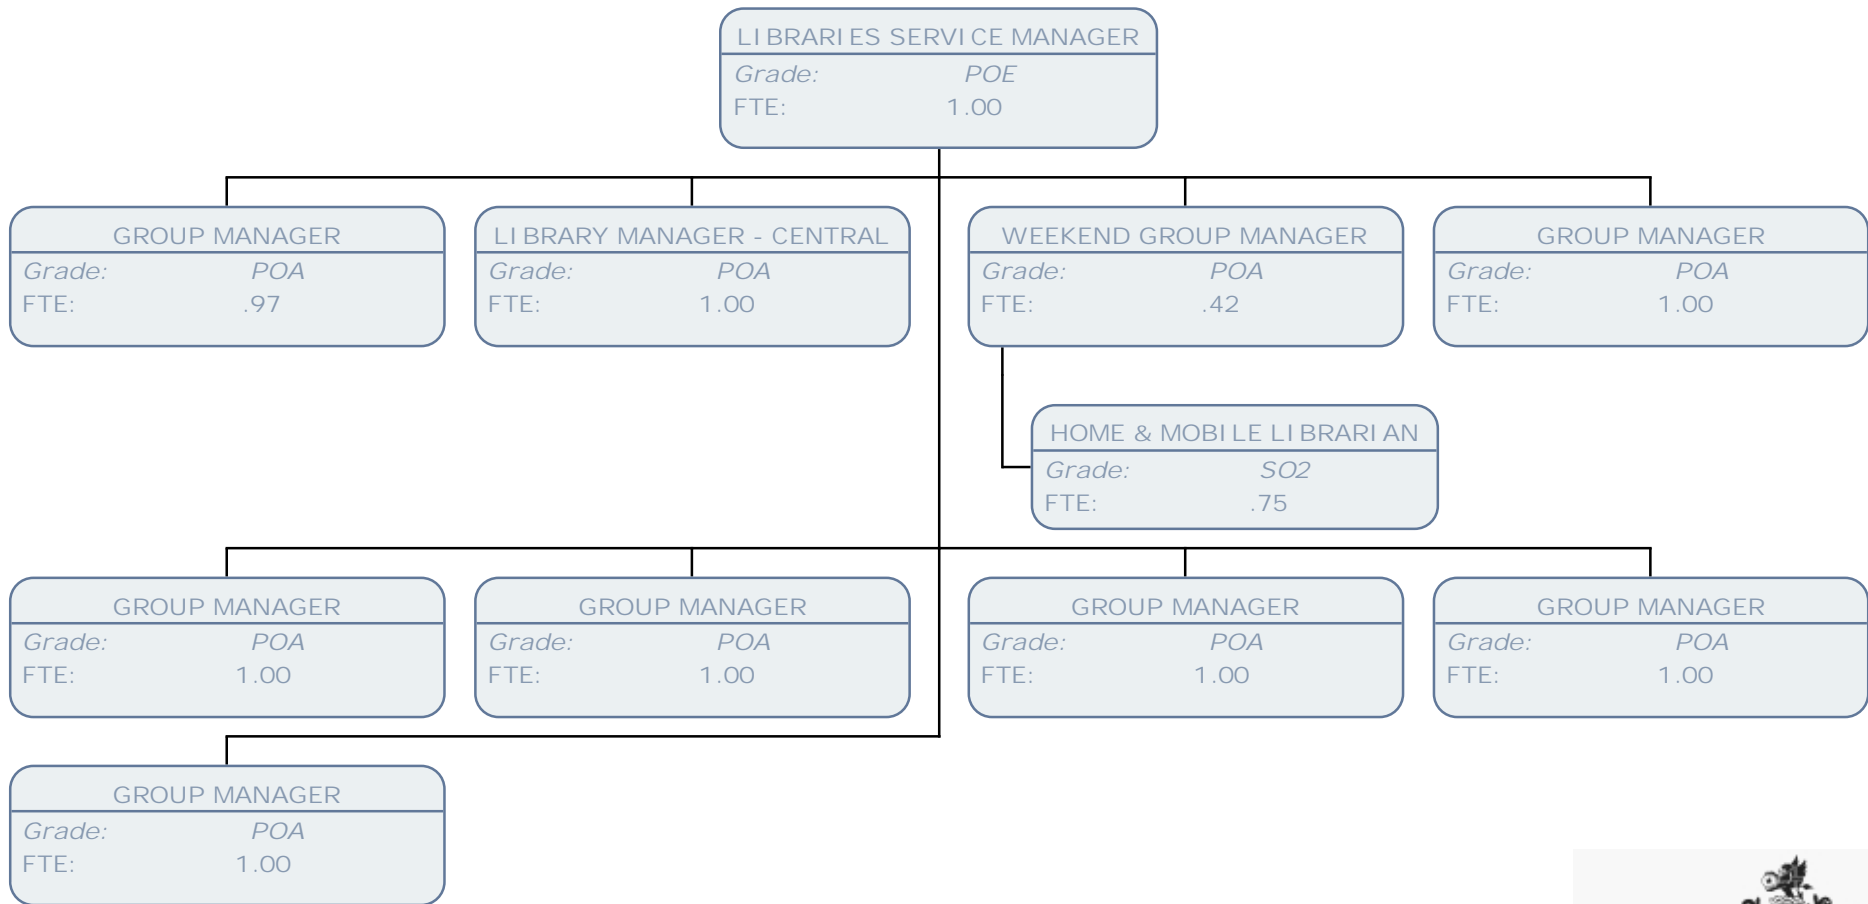 LIBRARIES SERVICE MANAGER
Grade: POE
FTE: 1.00
GROUP MANAGER
Grade: POA
FTE: .97
LIBRARY MANAGER - CENTRAL
Grade: POA
FTE: 1.00
WEEKEND GROUP MANAGER
Grade: POA
FTE: .42
GROUP MANAGER
Grade: POA
FTE: 1.00
HOME & MOBILE LIBRARIAN
Grade: SO2
FTE: .75
GROUP MANAGER
Grade: POA
FTE: 1.00
GROUP MANAGER
Grade: POA
FTE: 1.00
GROUP MANAGER
Grade: POA
FTE: 1.00
GROUP MANAGER
Grade: POA
FTE: 1.00
GROUP MANAGER
Grade: POA
FTE: 1.00